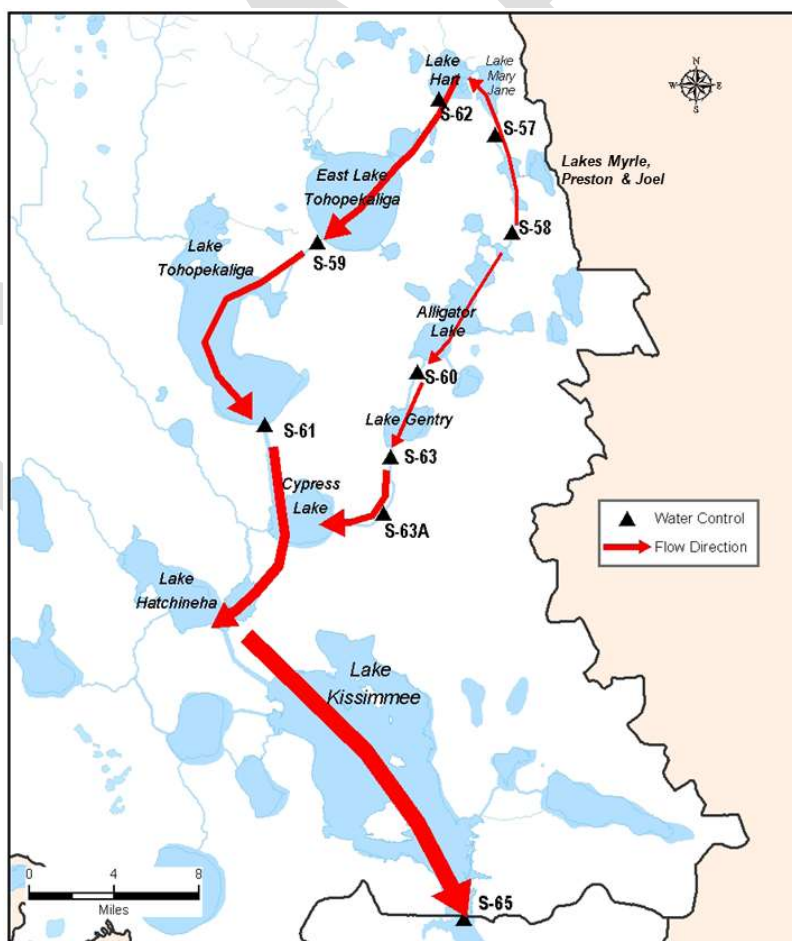 Lake
Hart
Lake
Mary
Jane
N
W
E
S
S-62
S-57
Lakes Myrle,
Preston & Joel
East Lake
Tohopekaliga
S-58
S-59
Lake
Tohopekaliga
Alligator
Lake
S-60
Lake Gentry
S-61
S-63
Cypress
Lake
S-63A
Water Control
Flow Direction
Lake
Hatchineha
Lake
Kissimmee
0
4
8
Miles
S-65